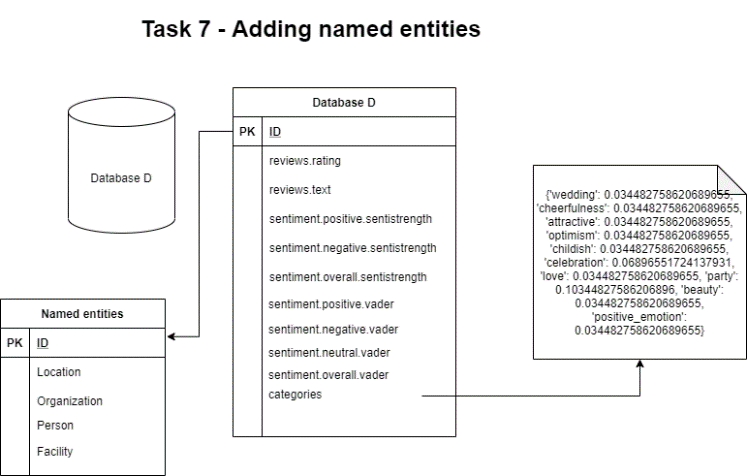 Task 7 - Adding named entities
Database D
Database D
PK ID
reviews.rating
reviews.text
sentiment.positive.sentistrength
sentiment.negative.sentistrength
sentiment.overall.sentistrength
sentiment.positive.vader
sentiment.negative.vader
sentiment.neutral.vader
sentiment.overall.vader
categories
{'wedding': 0.034482758620689655,
'cheerfulness': 0.034482758620689655,
'attractive': 0.034482758620689655,
'optimism': 0.034482758620689655,
'childish': 0.034482758620689655,
'celebration': 0.06896551724137931,
'love': 0.034482758620689655, 'party':
0.10344827586206896, 'beauty':
0.034482758620689655,
'positive_emotion':
0.034482758620689655}
Named entities
PK ID
Location
Organization
Person
Facility